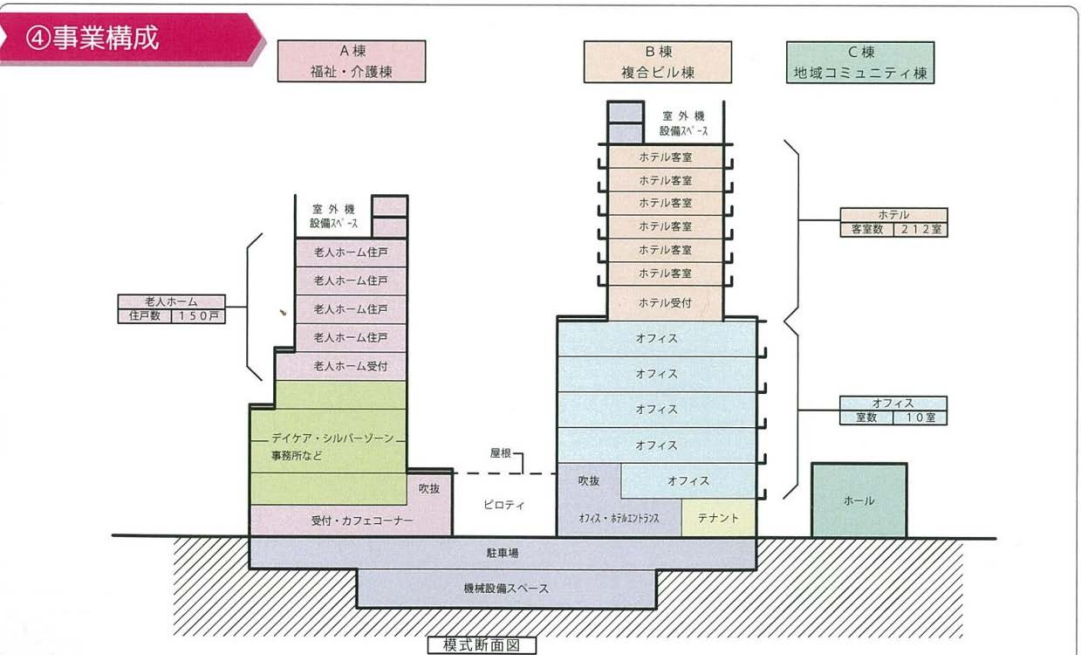 ④事業構成
A棟
福祉・介護棟
B棟
複合ビル棟
C棟
地域コミュニティ棟
室外機
設備スペース
老人ホーム住戸
老人ホーム住戸
老人ホーム住戸
老人ホーム住戸
老人ホーム受付
老人ホーム
住戸数 150戸
デイケア・シルバーゾーン
事務所など
吹抜
受付・カフェコーナー
屋根
ピロティ
室外機
設備スペース
ホテル客室
ホテル客室
ホテル客室
ホテル客室
ホテル客室
ホテル客室
ホテル受付
ホテル
客室数 212室
オフィス
オフィス
オフィス
オフィス
吹抜
オフィス
オフィス・ホテルエントランス
テナント
オフィス
室数 10室
ホール
駐車場
機械設備スペース
模式断面図